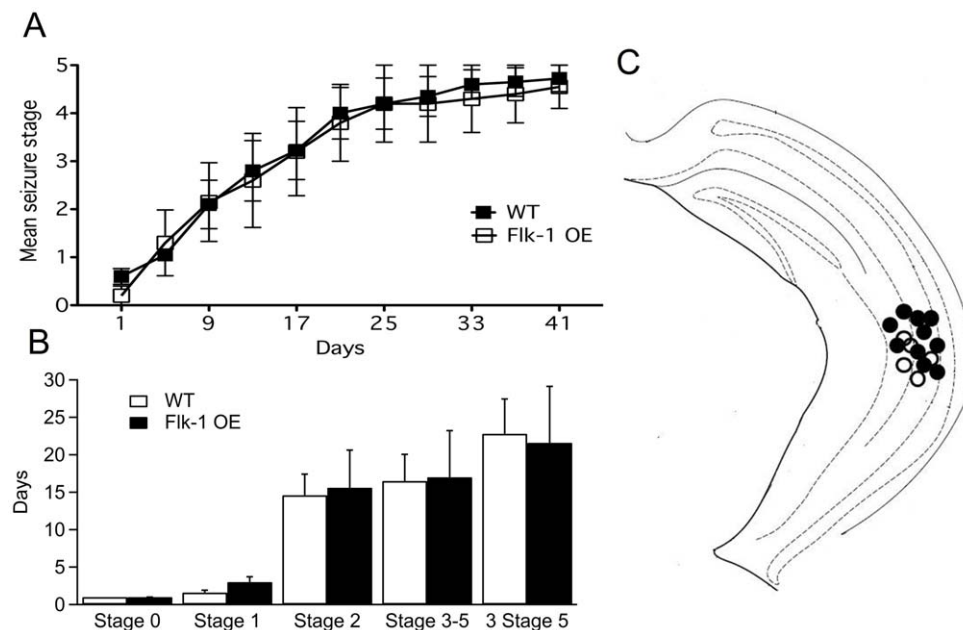 A
5
4
3
2
1
0
Mean seizure stage
WT
Flk-1 OE
1 9 17 25 33 41
Days
B
30
25
20
15
10
5
0
Days
WT
Flk-1 OE
Stage 0 Stage 1 Stage 2 Stage 3-5 3 Stage 5
C